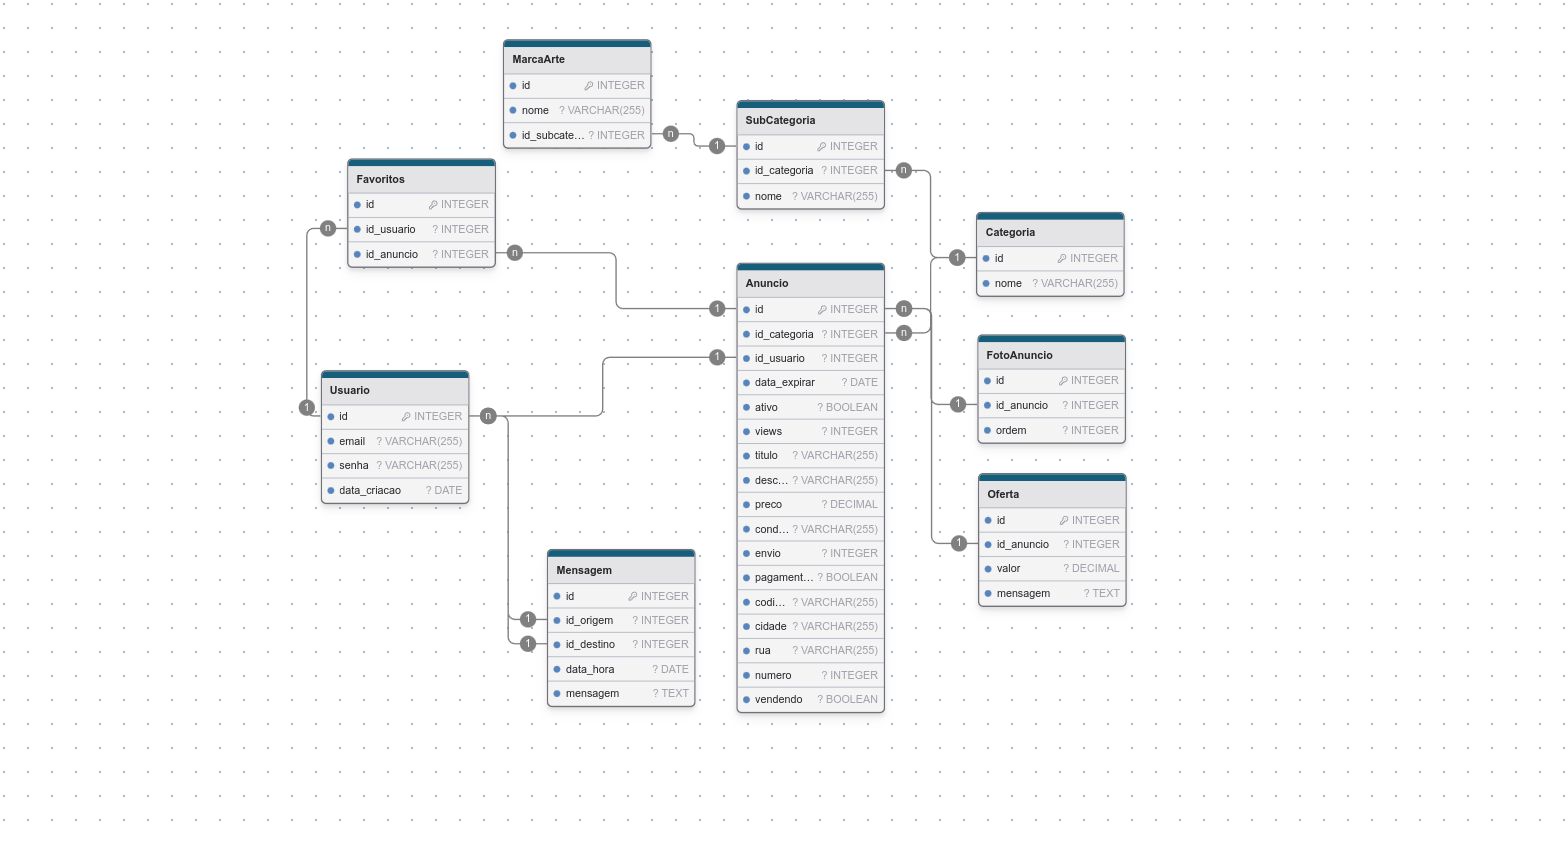 MarcaArte
id INTEGER
nome ? VARCHAR(255)
id_subcate... ? INTEGER
n
1
SubCategoria
id INTEGER
id_categoria ? INTEGER
nome ? VARCHAR(255)
n
Favoritos
id INTEGER
id_usuario ? INTEGER
id_anuncio ? INTEGER
n
n
1
Categoria
id INTEGER
nome ? VARCHAR(255)
1
Anuncio
id INTEGER
id_categoria ? INTEGER
id_usuario ? INTEGER
data_expirar ? DATE
ativo ? BOOLEAN
views ? INTEGER
titulo ? VARCHAR(255)
desc... ? VARCHAR(255)
preco ? DECIMAL
cond... ? VARCHAR(255)
envio ? INTEGER
pagament... ? BOOLEAN
codi... ? VARCHAR(255)
cidade ? VARCHAR(255)
rua ? VARCHAR(255)
numero ? INTEGER
vendendo ? BOOLEAN
n
n
1
FotoAnuncio
id INTEGER
id_anuncio ? INTEGER
ordem ? INTEGER
1
Usuario
id INTEGER
email ? VARCHAR(255)
senha ? VARCHAR(255)
data_criacao ? DATE
1
n
Oferta
id INTEGER
id_anuncio ? INTEGER
valor ? DECIMAL
mensagem ? TEXT
1
Mensagem
id INTEGER
id_origem ? INTEGER
id_destino ? INTEGER
data_hora ? DATE
mensagem ? TEXT
1
1